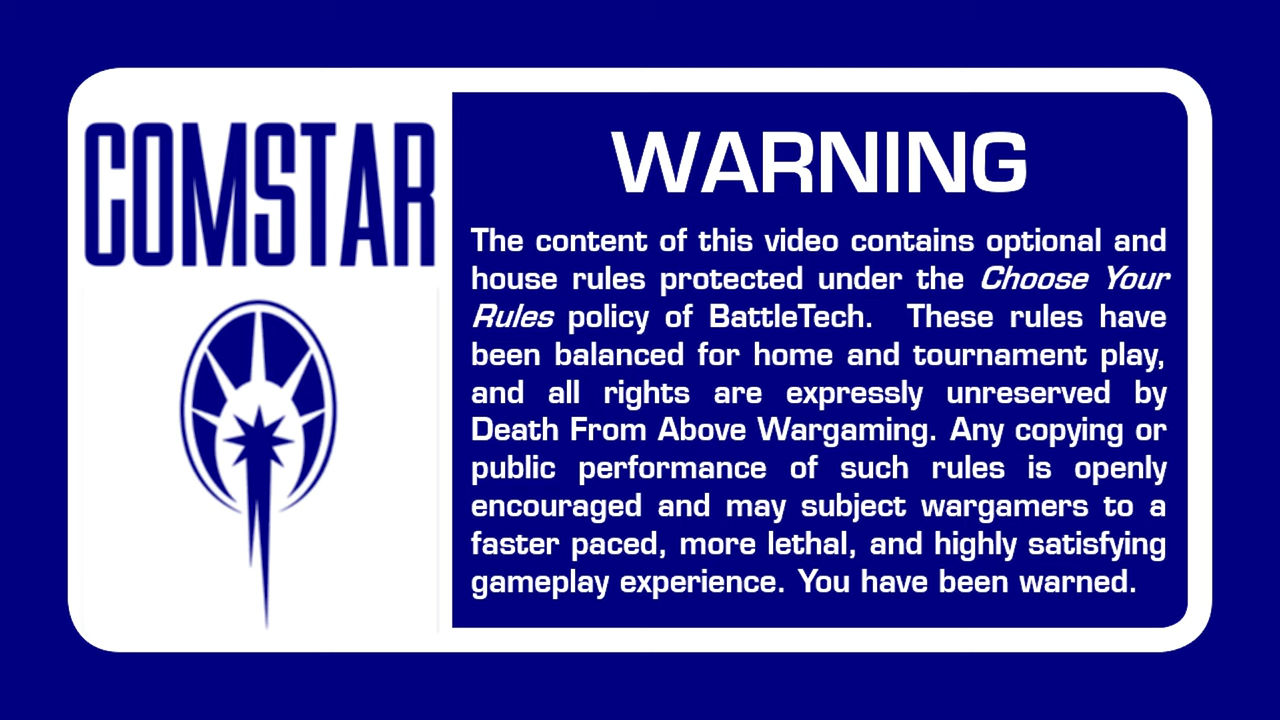 COMSTAR
WARNING
The content of this video contains optional and
house rules protected under the Choose Your
Rules policy of BattleTech. These rules have
been balanced for home and tournament play,
and all rights are expressly unreserved by
Death From Above Wargaming. Any copying or
public performance of such rules is openly
encouraged and may subject wargamers to a
faster paced, more lethal, and highly satisfying
gameplay experience. You have been warned.